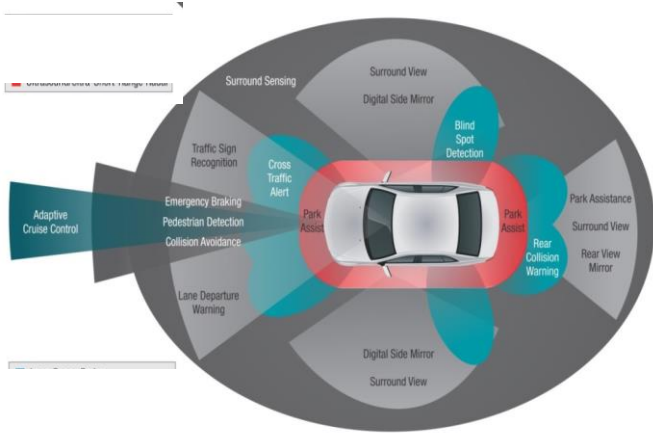 Surround Sensing
Surround View
Digital Side Mirror
Blind
Spot
Detection
Traffic Sign
Recognition
Cross
Traffic
Alert
Adaptive
Cruise Control
Emergency Braking
Pedestrian Detection
Collision Avoidance
Park
Assist
Park
Assist
Rear
Collision
Warning
Park Assistance
Surround View
Rear View
Mirror
Lane Departure
Warning
Digital Side Mirror
Surround View